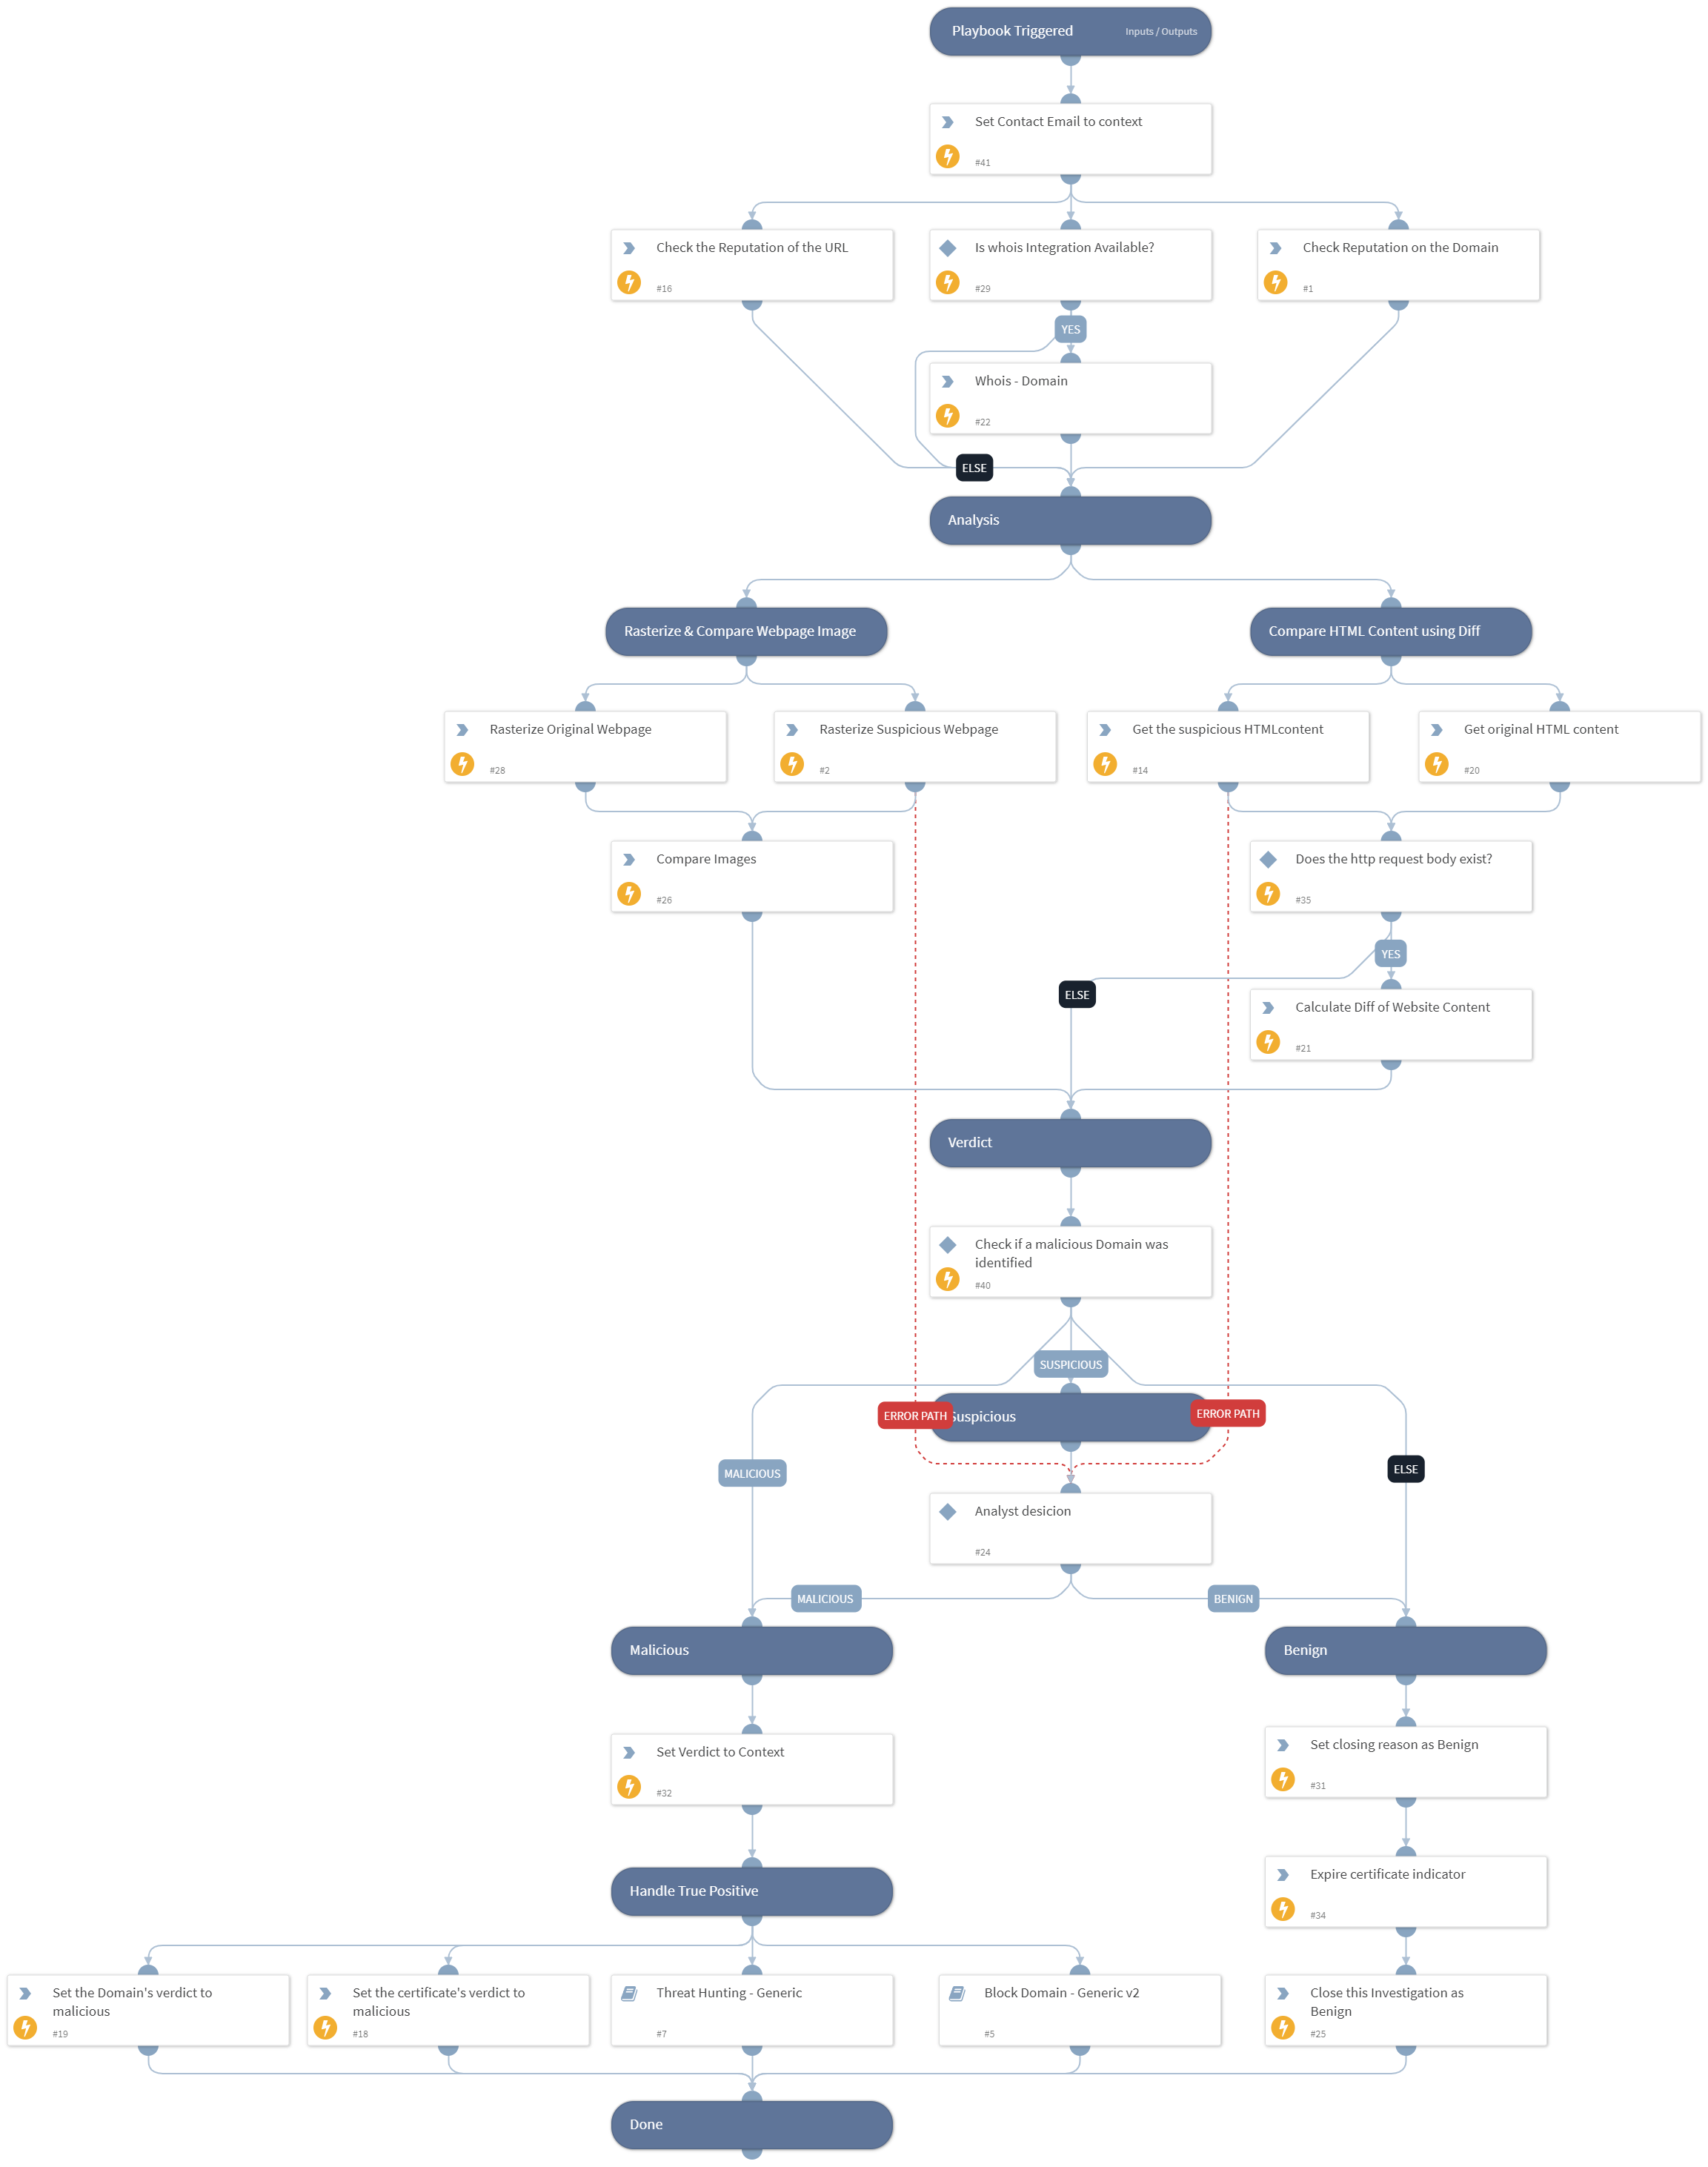 Playbook Triggered
Inputs / Outputs
Set Contact Email to context
#41
Check the Reputation of the URL
#16
Is whois Integration Available?
#29
Check Reputation on the Domain
#1
YES
Whois - Domain
#22
ELSE
Analysis
Rasterize & Compare Webpage Image
Compare HTML Content using Diff
Rasterize Original Webpage
#28
Rasterize Suspicious Webpage
#2
Get the suspicious HTMLcontent
#14
Get original HTML content
#20
Compare Images
#26
Does the http request body exist?
#35
YES
ELSE
Calculate Diff of Website Content
#21
Verdict
Check if a malicious Domain was
identified
#40
SUSPICIOUS
ERROR PATH
Suspicious
ERROR PATH
MALICIOUS
ELSE
Analyst desicion
#24
MALICIOUS
BENIGN
Malicious
Benign
Set Verdict to Context
#32
Set closing reason as Benign
#31
Handle True Positive
Expire certificate indicator
#34
Set the Domain's verdict to
malicious
#19
Set the certificate's verdict to
malicious
#18
Threat Hunting - Generic
#7
Block Domain - Generic v2
#5
Close this Investigation as
Benign
#25
Done